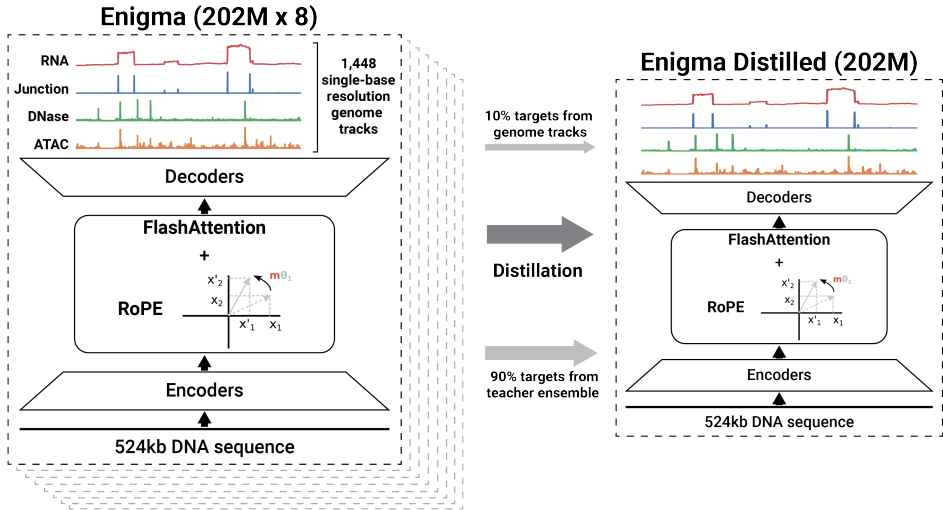 Enigma (202M x 8)
RNA
Junction
DNase
ATAC
1,448
single-base
resolution
genome
tracks
Decoders
FlashAttention
+
RoPE
x'₂
x₂
x'₁
x₁
mθ₁
Encoders
524kb DNA sequence
10% targets from
genome tracks
Distillation
90% targets from
teacher ensemble
Enigma Distilled (202M)
Decoders
FlashAttention
+
RoPE
x'₂
x₂
x'₁
x₁
mθ₁
Encoders
524kb DNA sequence